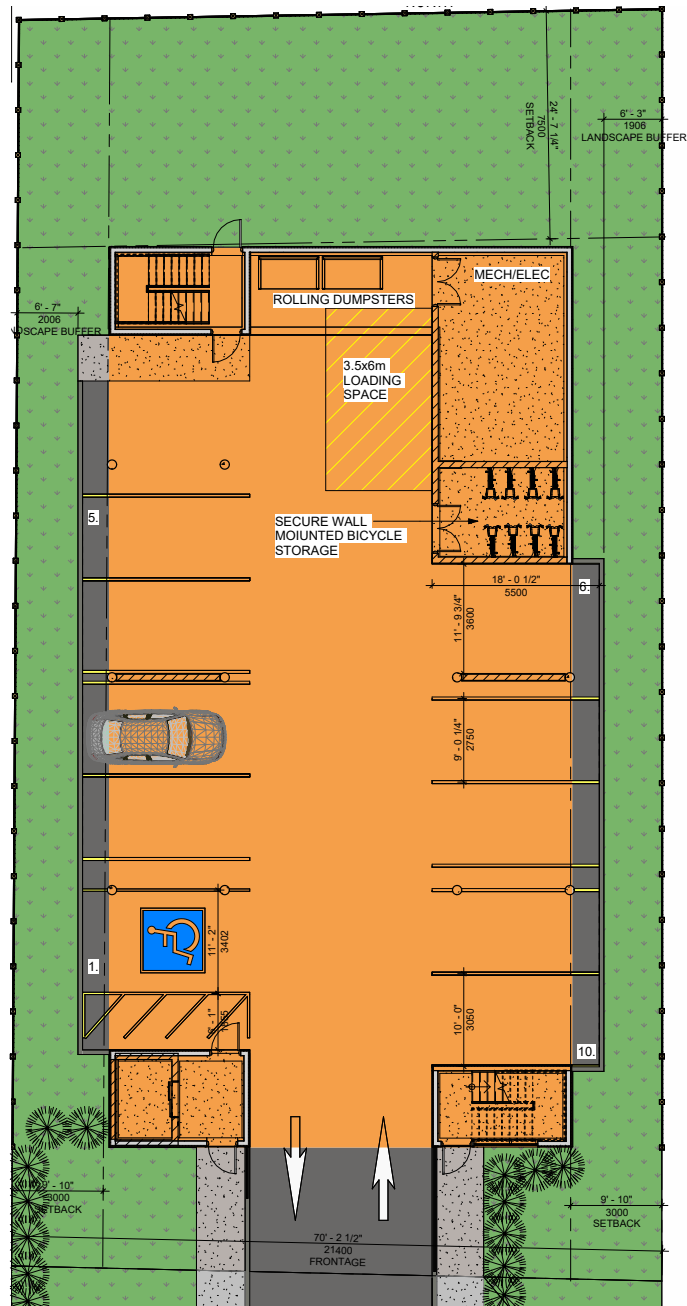 24' - 7 1/4"
7500
SETBACK
6' - 3"
1906
LANDSCAPE BUFFER
MECH/ELEC
ROLLING DUMPSTERS
6' - 7"
2006
DSCAPE BUFFER
3.5x6m
LOADING
SPACE
5.
SECURE WALL
MOIUNTED BICYCLE
STORAGE
18' - 0 1/2"
5500
6.
11' - 9 3/4"
3600
9' - 0 1/4"
2750
11' - 2"
3402
1.
10' - 0"
3050
10.
3000
SETBACK
9' - 10"
3000
SETBACK
70' - 2 1/2"
21400
FRONTAGE